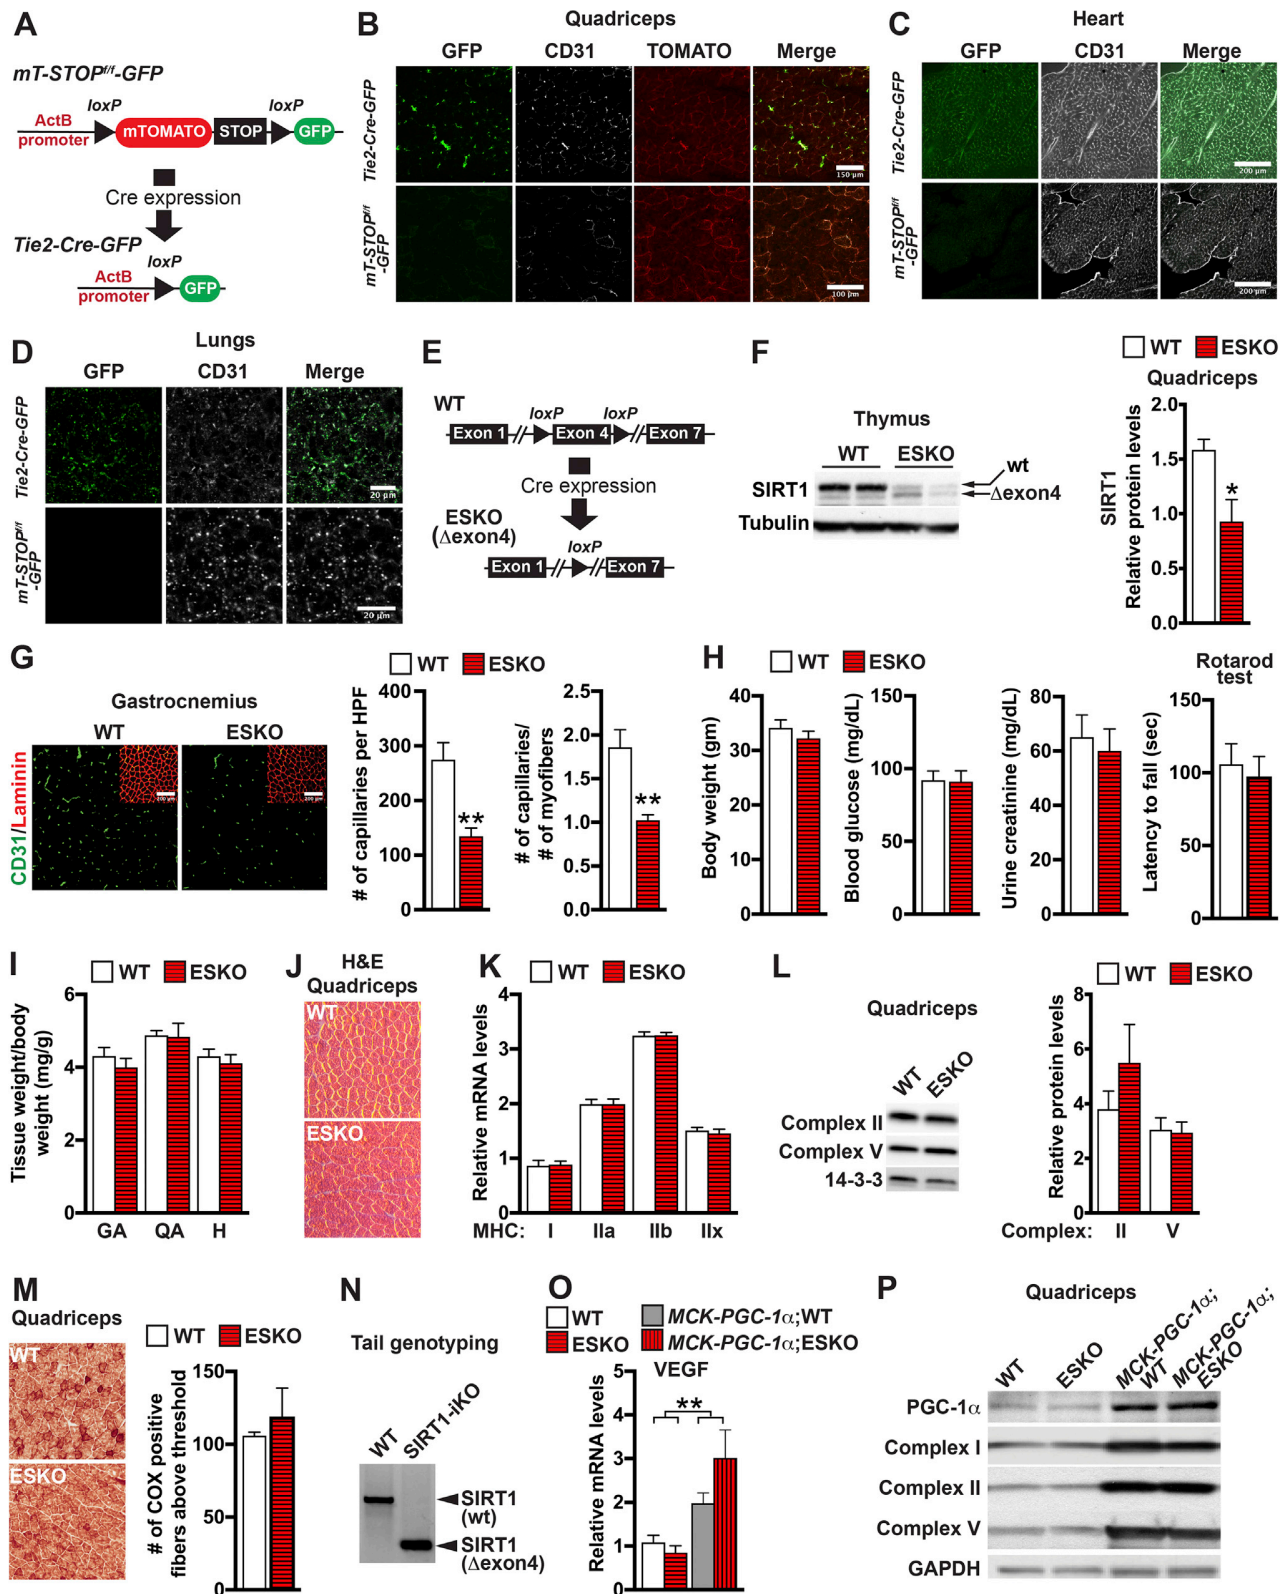 A
mT-STOPf/f-GFP
loxP loxP
ActB promoter mTOMATO STOP GFP
Cre expression
Tie2-Cre-GFP
loxP
ActB promoter GFP
B
Quadriceps
GFP CD31 TOMATO Merge
Tie2-Cre-GFP
150 µm
mT-STOPf/f -GFP
100 µm
C
Heart
GFP CD31 Merge
Tie2-Cre-GFP
200 µm
mT-STOPf/f -GFP
200 µm
D
Lungs
GFP CD31 Merge
Tie2-Cre-GFP
20 µm
mT-STOPf/f -GFP
20 µm
E
WT
loxP loxP
Exon 1 Exon 4 Exon 7
Cre expression
ESKO
(Δexon4)
loxP
Exon 1 Exon 7
F
Thymus
WT ESKO
SIRT1
wt
Δexon4
Tubulin
WT ESKO
Quadriceps
SIRT1
Relative protein levels
2.0
1.5
1.0
0.5
0.0
*
G
Gastrocnemius
WT ESKO
CD31/Laminin
200 µm
200 µm
WT ESKO
# of capillaries per HPF
400
300
200
100
0
**
# of capillaries/
# of myofibers
2.5
2.0
1.5
1.0
0.5
0.0
**
H
WT ESKO
Body weight (gm)
40
30
20
10
0
Blood glucose (mg/dL)
150
100
50
0
Urine creatinine (mg/dL)
80
60
40
20
0
Rotarod
test
Latency to fall (sec)
150
100
50
0
I
WT ESKO
Tissue weight/body
weight (mg/g)
6
4
2
0
GA QA H
J
H&E
Quadriceps
WT
ESKO
K
WT ESKO
Relative mRNA levels
4
3
2
1
0
MHC: I IIa IIb IIx
L
Quadriceps
WT ESKO
Complex II
Complex V
14-3-3
WT
ESKO
Relative protein levels
8
6
4
2
0
Complex: II V
M
Quadriceps
WT
ESKO
WT
ESKO
# of COX positive
fibers above threshold
150
100
50
0
N
Tail genotyping
WT SIRT1-iKO
SIRT1
(wt)
SIRT1
(Δexon4)
O
WT MCK-PGC-1α;WT
ESKO MCK-PGC-1α;ESKO
VEGF
Relative mRNA levels
5
4
3
2
1
0
**
P
Quadriceps
WT ESKO MCK-PGC-1α; WT MCK-PGC-1α; ESKO
PGC-1α
Complex I
Complex II
Complex V
GAPDH